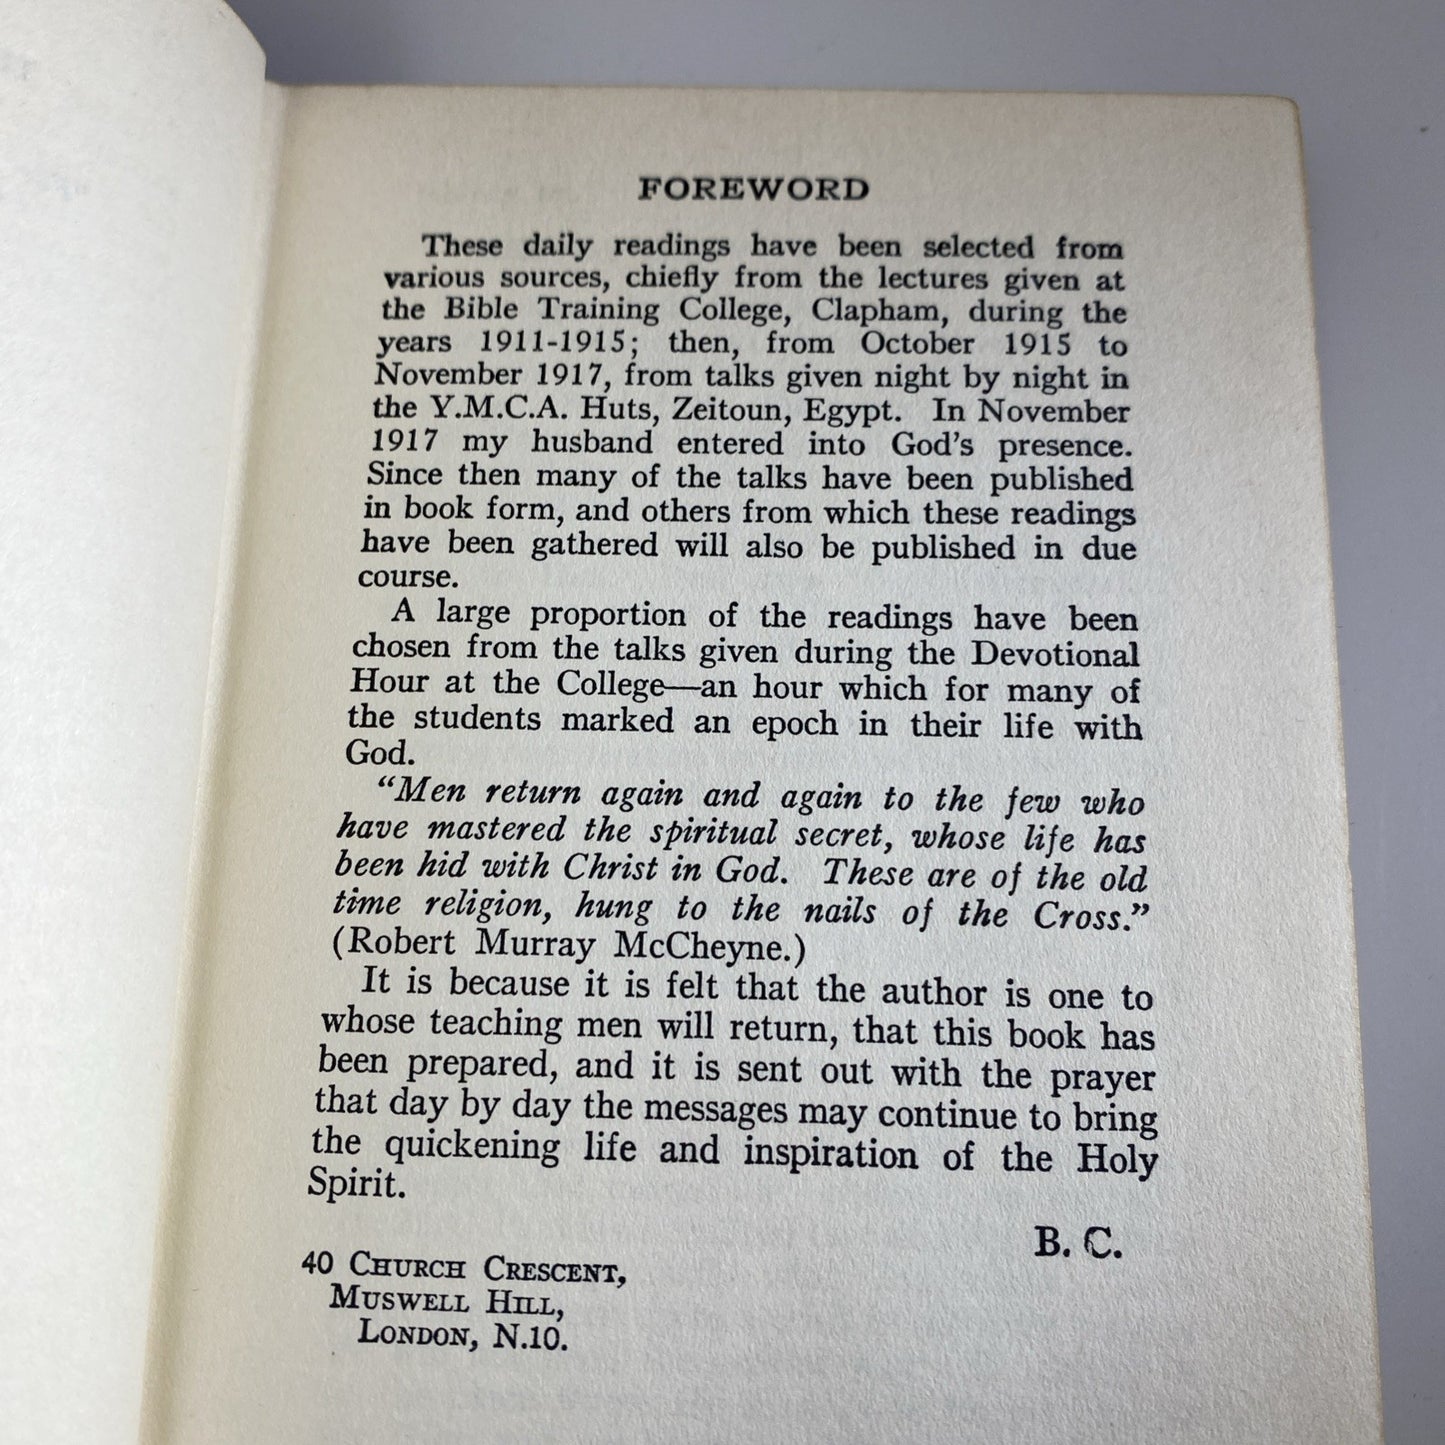 FOREWORD
These daily readings have been selected from
various sources, chiefly from the lectures given at
the Bible Training College, Clapham, during the
years 1911-1915; then, from October 1915 to
November 1917, from talks given night by night in
the Y.M.C.A. Huts, Zeitoun, Egypt. In November
1917 my husband entered into God's presence.
Since then many of the talks have been published
in book form, and others from which these readings
have been gathered will also be published in due
course.
A large proportion of the readings have been
chosen from the talks given during the Devotional
Hour at the College—an hour which for many of
the students marked an epoch in their life with
God.
“Men return again and again to the few who
have mastered the spiritual secret, whose life has
been hid with Christ in God. These are of the old
time religion, hung to the nails of the Cross.”
(Robert Murray McCheyne.)
It is because it is felt that the author is one to
whose teaching men will return, that this book has
been prepared, and it is sent out with the prayer
that day by day the messages may continue to bring
the quickening life and inspiration of the Holy
Spirit.
B. C.
40 Church Crescent,
Muswell Hill,
London, N.10.